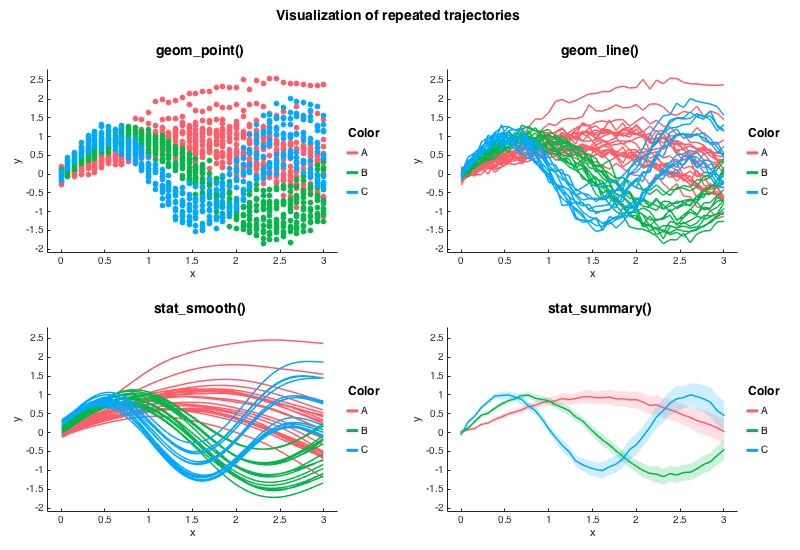 Visualization of repeated trajectories
geom_point()
2.5
2
1.5
1
0.5
0
-0.5
-1
-1.5
-2
y
0 0.5 1 1.5 2 2.5 3
x
Color
A
B
C
geom_line()
2.5
2
1.5
1
0.5
0
-0.5
-1
-1.5
-2
y
0 0.5 1 1.5 2 2.5 3
x
Color
A
B
C
stat_smooth()
2.5
2
1.5
1
0.5
0
-0.5
-1
-1.5
-2
y
0 0.5 1 1.5 2 2.5 3
x
Color
A
B
C
stat_summary()
2.5
2
1.5
1
0.5
0
-0.5
-1
-1.5
-2
y
0 0.5 1 1.5 2 2.5 3
x
Color
A
B
C